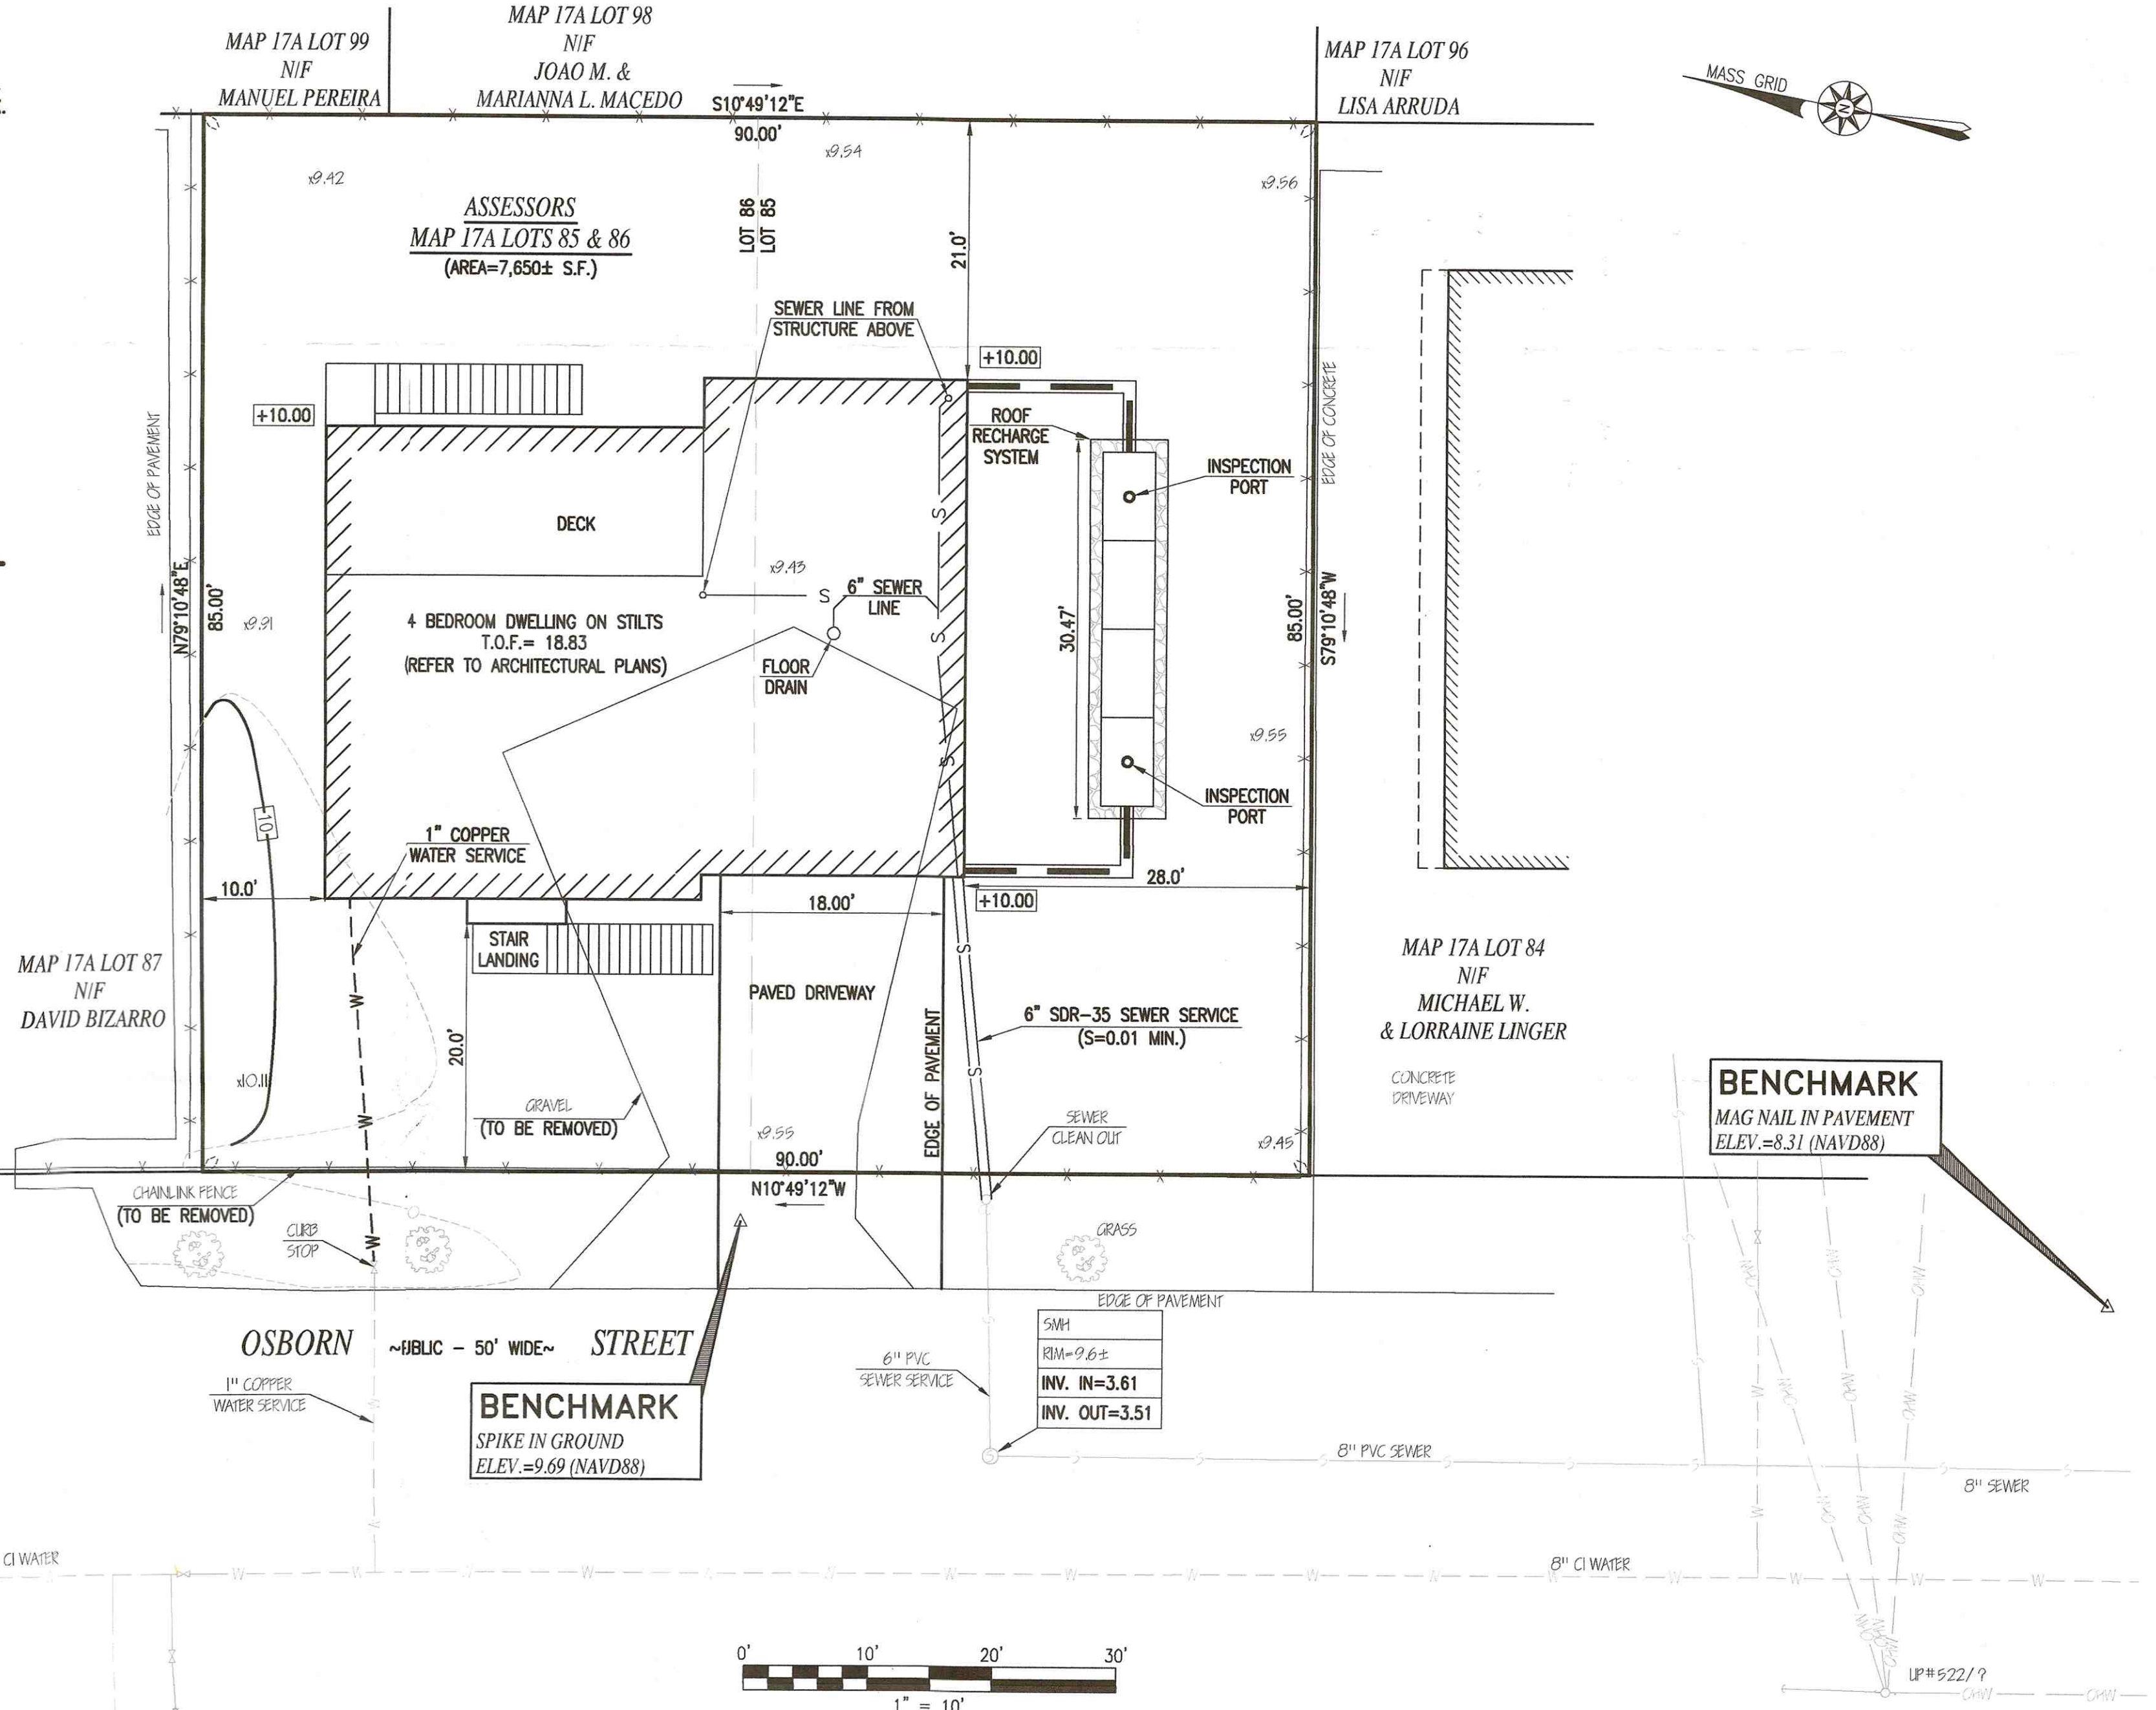 MAP 17A LOT 99
N/F
MANUEL PEREIRA
MAP 17A LOT 98
N/F
JOAO M. &
MARIANNA L. MACEDO
S10°49'12"E
90.00'
MAP 17A LOT 96
N/F
LISA ARRUDA
MASS GRID
N
x9.42
x9.54
x9.56
ASSESSORS
MAP 17A LOTS 85 & 86
(AREA=7,650± S.F.)
LOT 86
LOT 85
21.0'
SEWER LINE FROM
STRUCTURE ABOVE
+10.00
+10.00
ROOF
RECHARGE
SYSTEM
INSPECTION
PORT
EDGE OF CONCRETE
EDGE OF PAVEMENT
DECK
S
x9.43
S
6" SEWER
LINE
N79°10'48"E
85.00'
x9.91
4 BEDROOM DWELLING ON STILTS
T.O.F.= 18.83
(REFER TO ARCHITECTURAL PLANS)
FLOOR
DRAIN
S
S
30.47'
85.00'
S79°10'48"W
x9.55
INSPECTION
PORT
10
1" COPPER
WATER SERVICE
10.0'
18.00'
28.0'
+10.00
STAIR
LANDING
MAP 17A LOT 87
N/F
DAVID BIZARRO
W
PAVED DRIVEWAY
S
EDGE OF PAVEMENT
6" SDR-35 SEWER SERVICE
(S=0.01 MIN.)
S
MAP 17A LOT 84
N/F
MICHAEL W.
& LORRAINE LINGER
20.0'
x10.11
W
GRAVEL
(TO BE REMOVED)
x9.55
SEWER
CLEAN OUT
x9.45
CONCRETE
DRIVEWAY
BENCHMARK
MAG NAIL IN PAVEMENT
ELEV.=8.31 (NAVD88)
90.00'
N10°49'12"W
CHAINLINK FENCE
(TO BE REMOVED)
CURB
STOP
W
GRASS
EDGE OF PAVEMENT
OSBORN ~PUBLIC - 50' WIDE~ STREET
1" COPPER
WATER SERVICE
BENCHMARK
SPIKE IN GROUND
ELEV.=9.69 (NAVD88)
6" PVC
SEWER SERVICE
SMH
RIM=9.6±
INV. IN=3.61
INV. OUT=3.51
S
8" PVC SEWER
8" SEWER
CI WATER
8" CI WATER
UP#522/?
OHW
OHW
0' 10' 20' 30'
1" = 10'